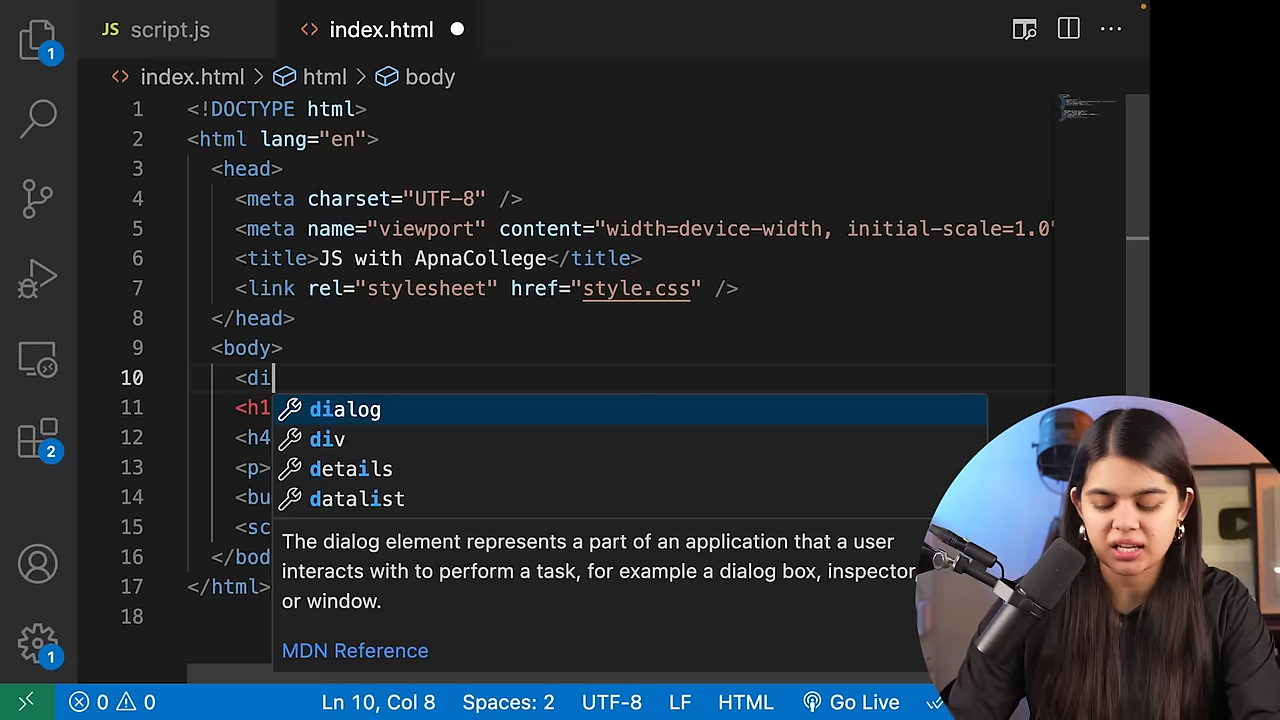 JS script.js
index.html
index.html > html > body
1 <!DOCTYPE html>
2 <html lang="en">
3 <head>
4 <meta charset="UTF-8" />
5 <meta name="viewport" content="width=device-width, initial-scale=1.0"
6 <title>JS with ApnaCollege</title>
7 <link rel="stylesheet" href="style.css" />
8 </head>
9 <body>
10 <di
11 <h1
dialog
12 <h4
div
13 <p>
details
14 <bu
datalist
15 <sc
16 </bod
17 </html>
18
The dialog element represents a part of an application that a user
interacts with to perform a task, for example a dialog box, inspector,
or window.
MDN Reference
1
2
1
0 0
Ln 10, Col 8
Spaces: 2
UTF-8
LF
HTML
Go Live